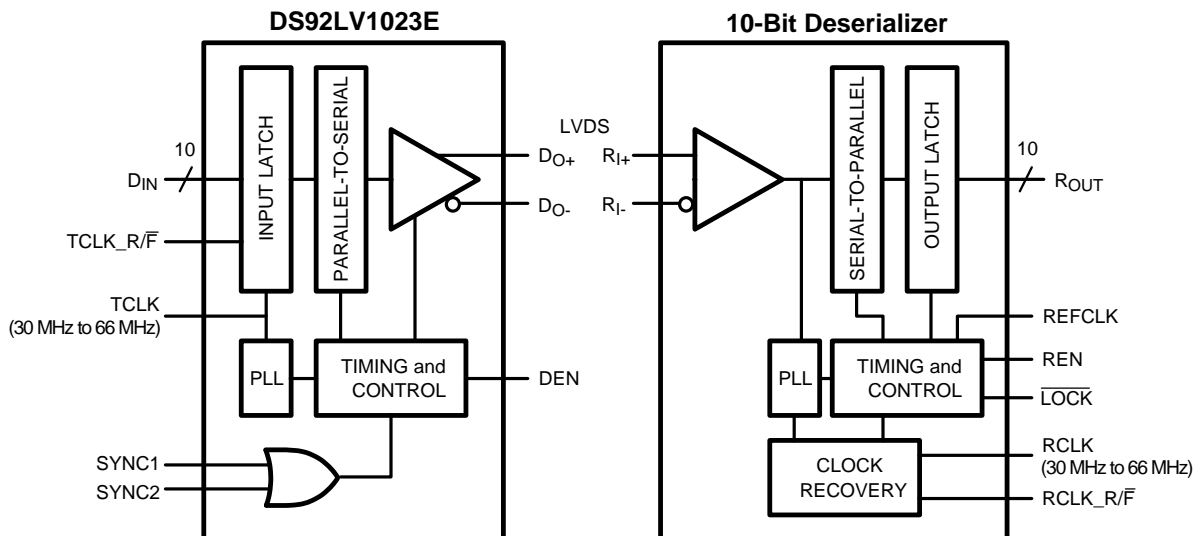 DS92LV1023E
10-Bit Deserializer
INPUT LATCH
PARALLEL-TO-SERIAL
10
DIN
TCLK_R/F̅
TCLK
(30 MHz to 66 MHz)
PLL
TIMING and
CONTROL
DEN
SYNC1
SYNC2
LVDS
DO+
DO-
RI+
RI-
SERIAL-TO-PARALLEL
OUTPUT LATCH
10
ROUT
REFCLK
PLL
TIMING and
CONTROL
REN
L̅O̅C̅K̅
CLOCK
RECOVERY
RCLK
(30 MHz to 66 MHz)
RCLK_R/F̅